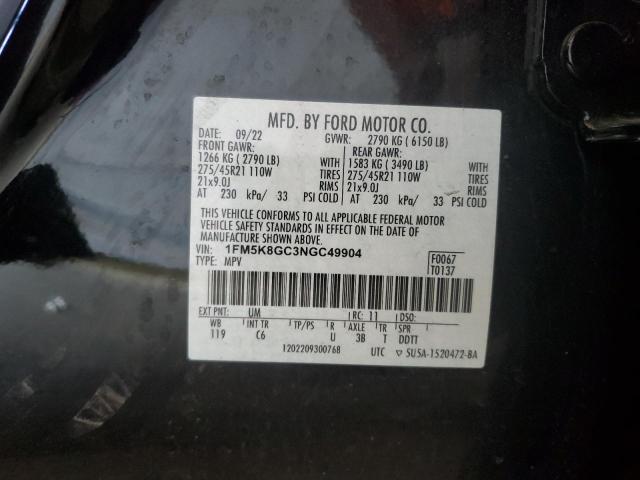 MFD. BY FORD MOTOR CO.
DATE: 09/22 GVWR: 2790 KG ( 6150 LB)
FRONT GAWR: REAR GAWR:
1266 KG ( 2790 LB) WITH 1583 KG ( 3490 LB) WITH
275/45R21 110W TIRES 275/45R21 110W TIRES
21x9.0J RIMS 21x9.0J RIMS
AT 230 kPa/ 33 PSI COLD AT 230 kPa/ 33 PSI COLD
THIS VEHICLE CONFORMS TO ALL APPLICABLE FEDERAL MOTOR
VEHICLE SAFETY STANDARDS IN EFFECT ON THE DATE OF
MANUFACTURE SHOWN ABOVE.
VIN: 1FM5K8GC3NGC49904 F0067
TYPE: MPV T0137
EXT PNT: UM RC: 11 DSO:
WB INT TR TP/PS R AXLE TR SPR
119 C6 U 3B T DDTT
1202209300768 UTC ▽ SU5A-1520472-BA